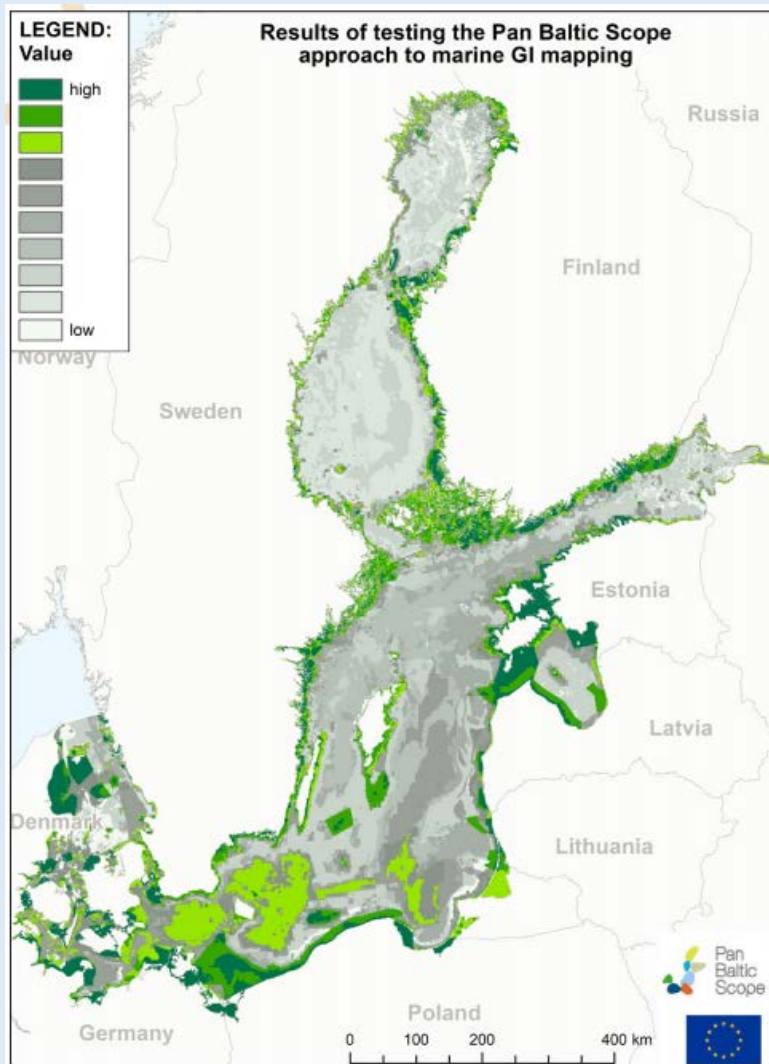 LEGEND:
Value
high
low
Results of testing the Pan Baltic Scope
approach to marine GI mapping
Russia
Finland
Norway
Sweden
Estonia
Latvia
Denmark
Lithuania
Poland
Germany
Pan
Baltic
Scope
0 100 200 400 km